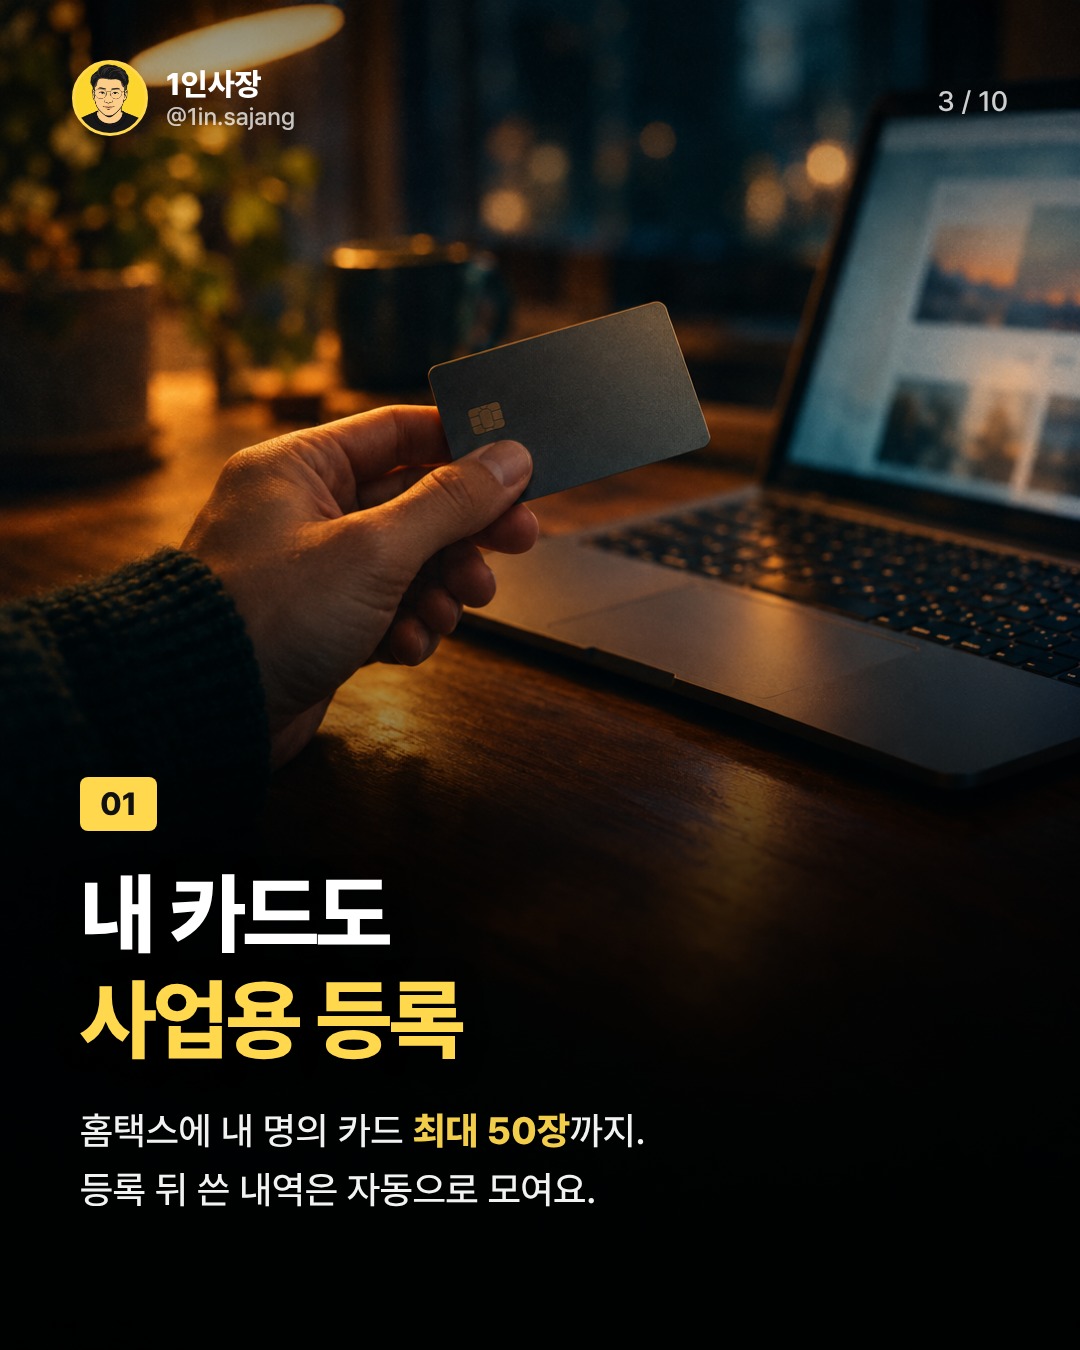 1인사장
@1in.sajang
3 / 10
01
내 카드도
사업용 등록
홈택스에 내 명의 카드 최대 50장까지.
등록 뒤 쓴 내역은 자동으로 모여요.